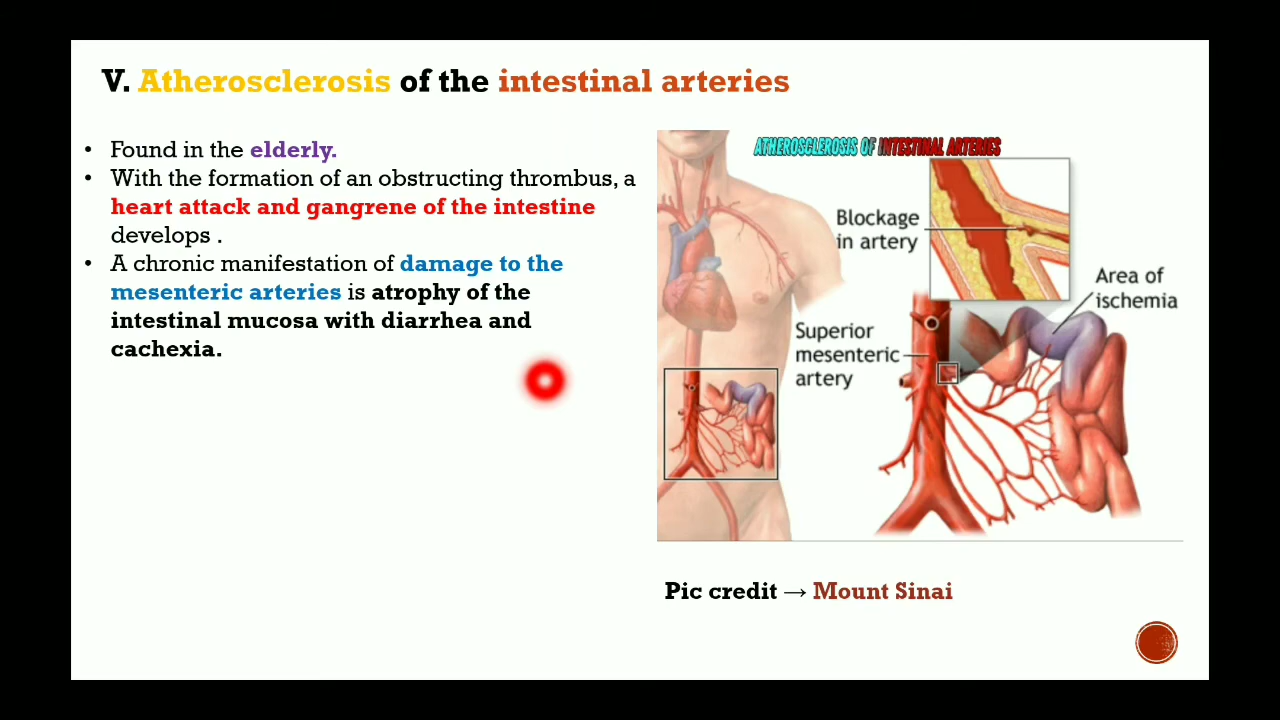 V. Atherosclerosis of the intestinal arteries
• Found in the elderly.
• With the formation of an obstructing thrombus, a
heart attack and gangrene of the intestine
develops .
• A chronic manifestation of damage to the
mesenteric arteries is atrophy of the
intestinal mucosa with diarrhea and
cachexia.
ATHEROSCLEROSIS OF INTESTINAL ARTERIES
Blockage
in artery
Area of
ischemia
Superior
mesenteric
artery
Pic credit → Mount Sinai